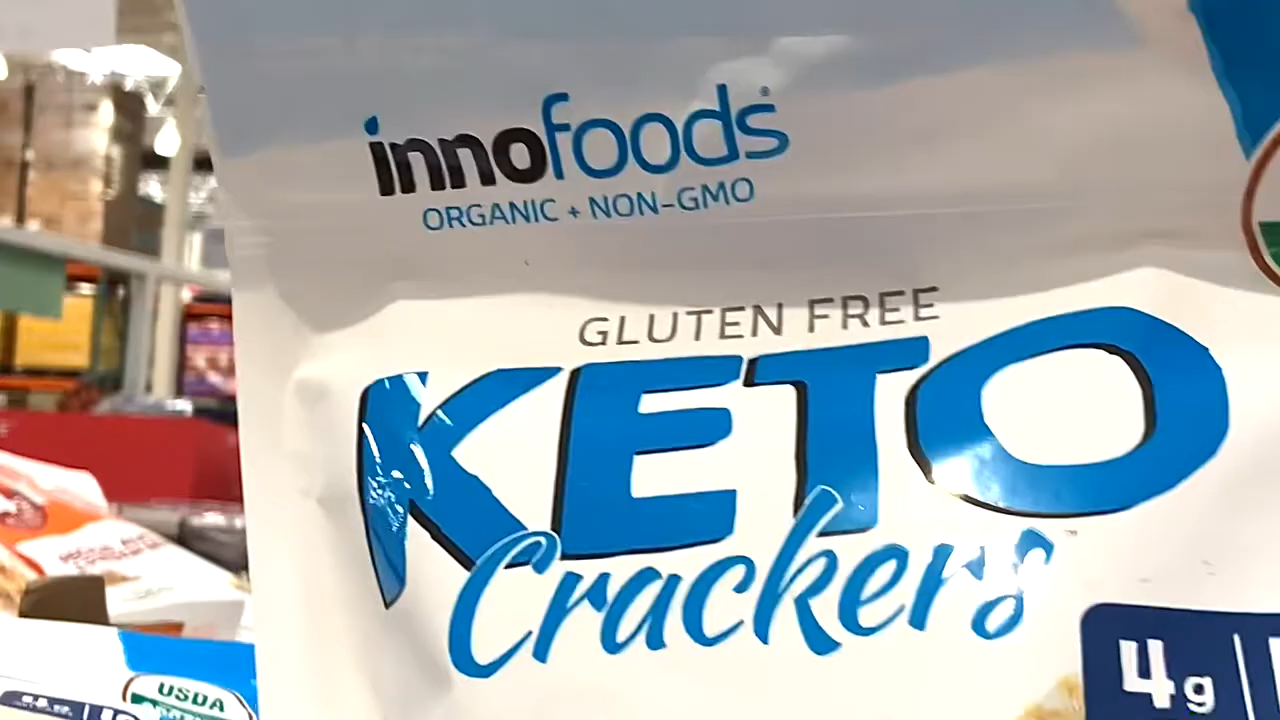 innofoods®
ORGANIC + NON-GMO
GLUTEN FREE
KETO
Crackers
4g
USDA